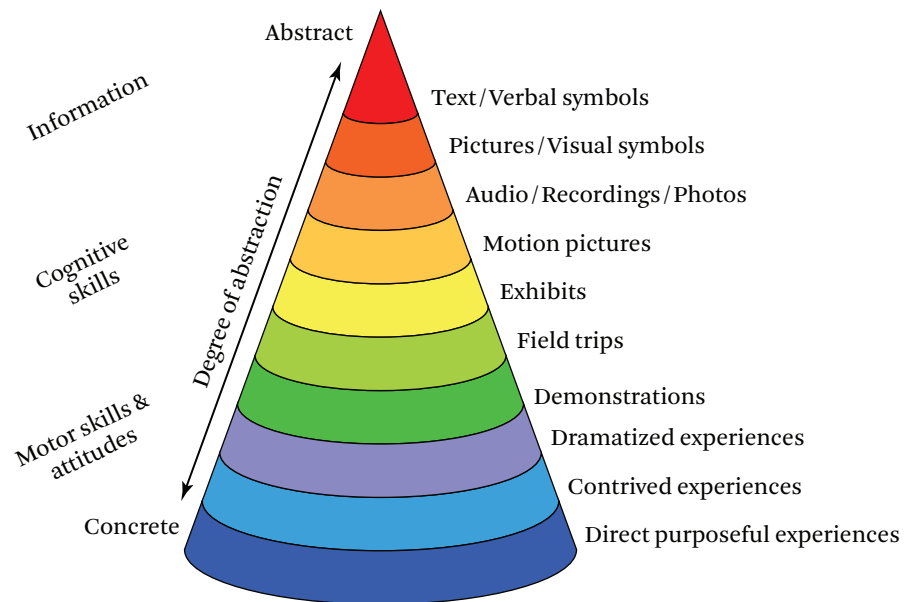 Abstract
Information
Text/Verbal symbols
Pictures/Visual symbols
Audio/Recordings/Photos
Degree of abstraction
Motion pictures
Cognitive
skills
Exhibits
Field trips
Demonstrations
Motor skills &
attitudes
Dramatized experiences
Contrived experiences
Concrete
Direct purposeful experiences